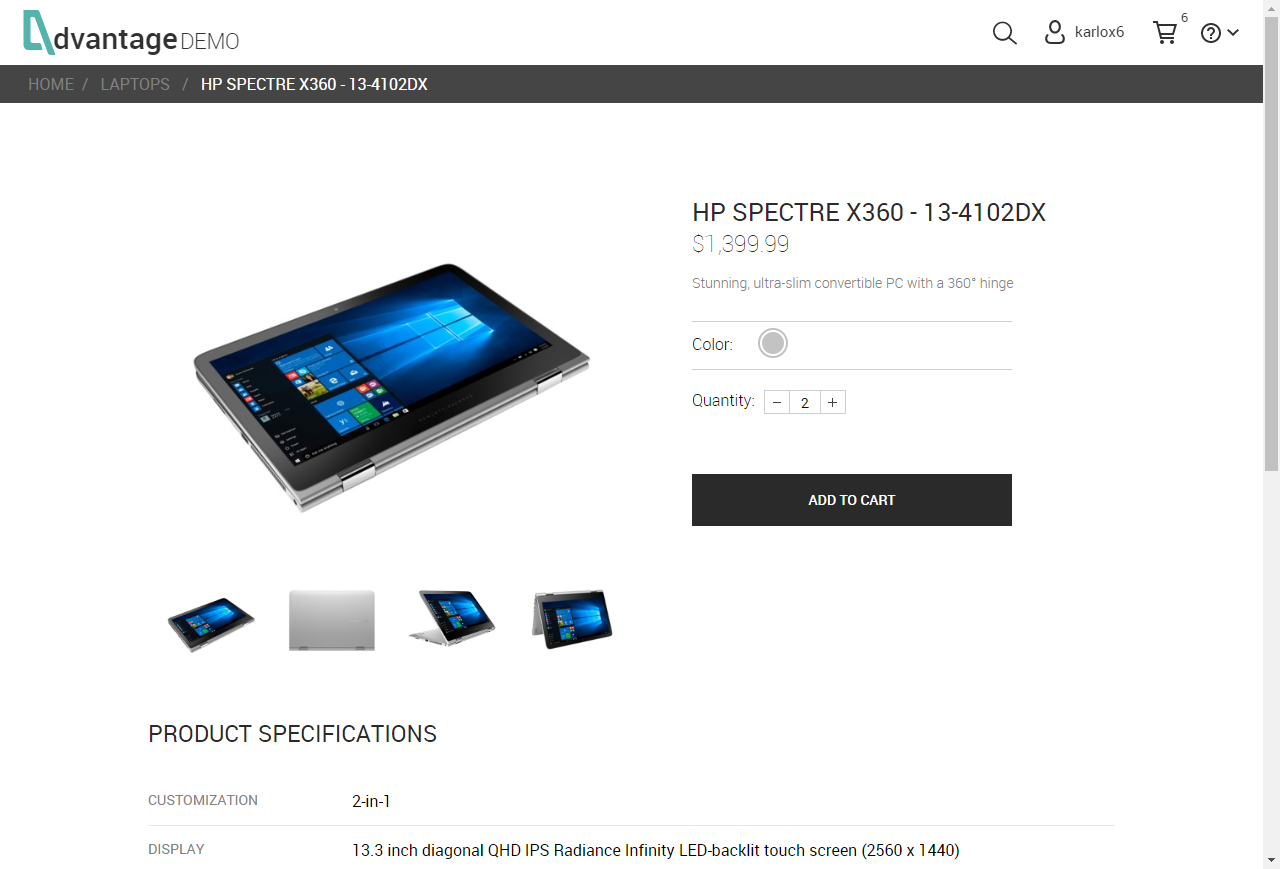 dvantage DEMO
karlox6
6
HOME / LAPTOPS / HP SPECTRE X360 - 13-4102DX
HP SPECTRE X360 - 13-4102DX
$1,399.99
Stunning, ultra-slim convertible PC with a 360° hinge
Color:
Quantity: − 2 +
ADD TO CART
PRODUCT SPECIFICATIONS
CUSTOMIZATION 2-in-1
DISPLAY 13.3 inch diagonal QHD IPS Radiance Infinity LED-backlit touch screen (2560 x 1440)